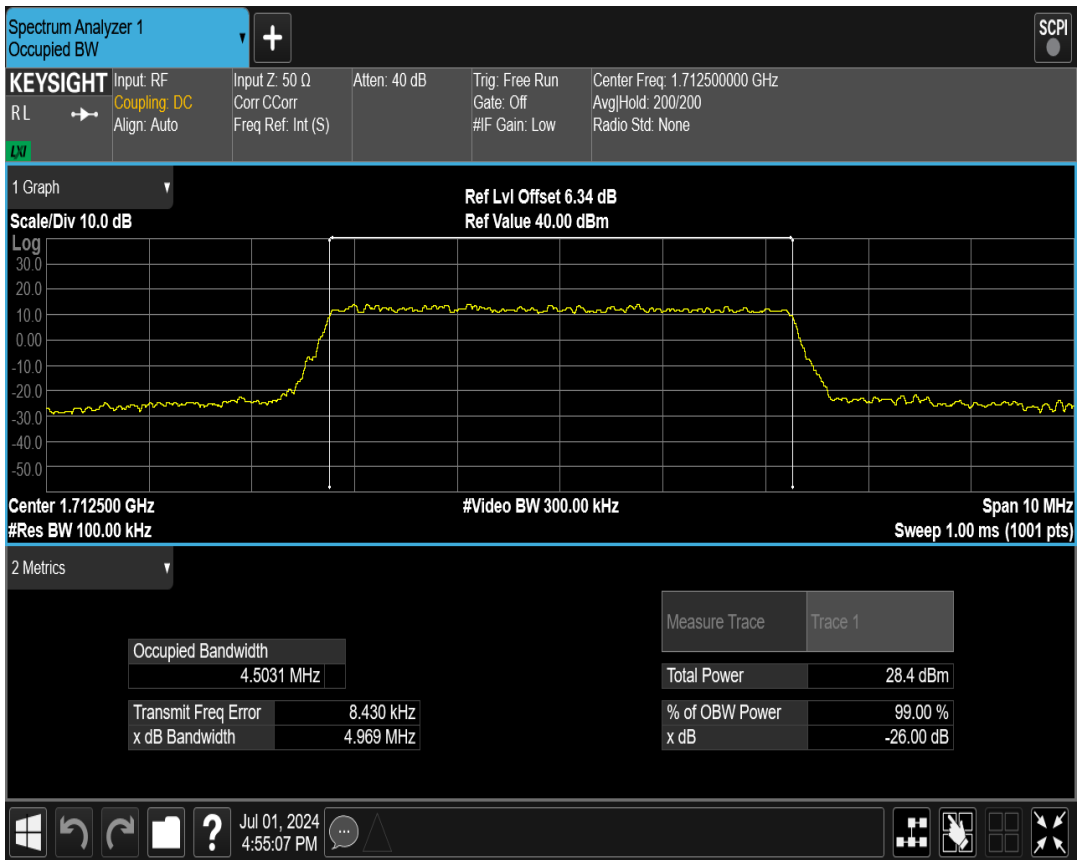 Spectrum Analyzer 1
Occupied BW
+
SCPI
KEYSIGHT
R L
LXI
Input: RF
Coupling: DC
Align: Auto
Input Z: 50 Ω
Corr CCorr
Freq Ref: Int (S)
Atten: 40 dB
Trig: Free Run
Gate: Off
#IF Gain: Low
Center Freq: 1.712500000 GHz
Avg|Hold: 200/200
Radio Std: None
1 Graph
Scale/Div 10.0 dB
Ref Lvl Offset 6.34 dB
Ref Value 40.00 dBm
Log
30.0
20.0
10.0
0.00
-10.0
-20.0
-30.0
-40.0
-50.0
Center 1.712500 GHz
#Video BW 300.00 kHz
Span 10 MHz
#Res BW 100.00 kHz
Sweep 1.00 ms (1001 pts)
2 Metrics
Measure Trace Trace 1
Occupied Bandwidth
4.5031 MHz
Total Power 28.4 dBm
Transmit Freq Error 8.430 kHz
% of OBW Power 99.00 %
x dB Bandwidth 4.969 MHz
x dB -26.00 dB
?
Jul 01, 2024
4:55:07 PM